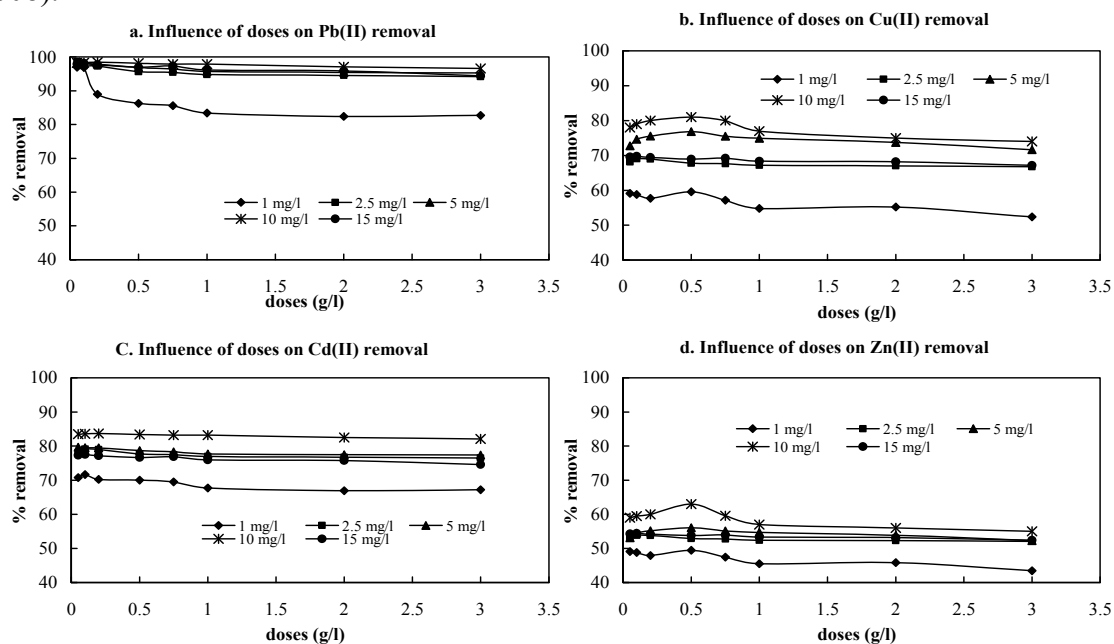 a. Influence of doses on Pb(II) removal
100
90
80
70
60
50
40
% removal
1 mg/l 2.5 mg/l 5 mg/l
10 mg/l 15 mg/l
0 0.5 1 1.5 2 2.5 3 3.5
doses (g/l)
b. Influence of doses on Cu(II) removal
100
90
80
70
60
50
40
% removal
1 mg/l 2.5 mg/l 5 mg/l
10 mg/l 15 mg/l
0 0.5 1 1.5 2 2.5 3 3.5
doses (g/l)
C. Influence of doses on Cd(II) removal
100
90
80
70
60
50
40
% removal
1 mg/l 2.5 mg/l 5 mg/l
10 mg/l 15 mg/l
0 0.5 1 1.5 2 2.5 3 3.5
doses (g/l)
d. Influence of doses on Zn(II) removal
100
90
80
70
60
50
40
% removal
1 mg/l 2.5 mg/l 5 mg/l
10 mg/l 15 mg/l
0 0.5 1 1.5 2 2.5 3 3.5
doses (g/l)